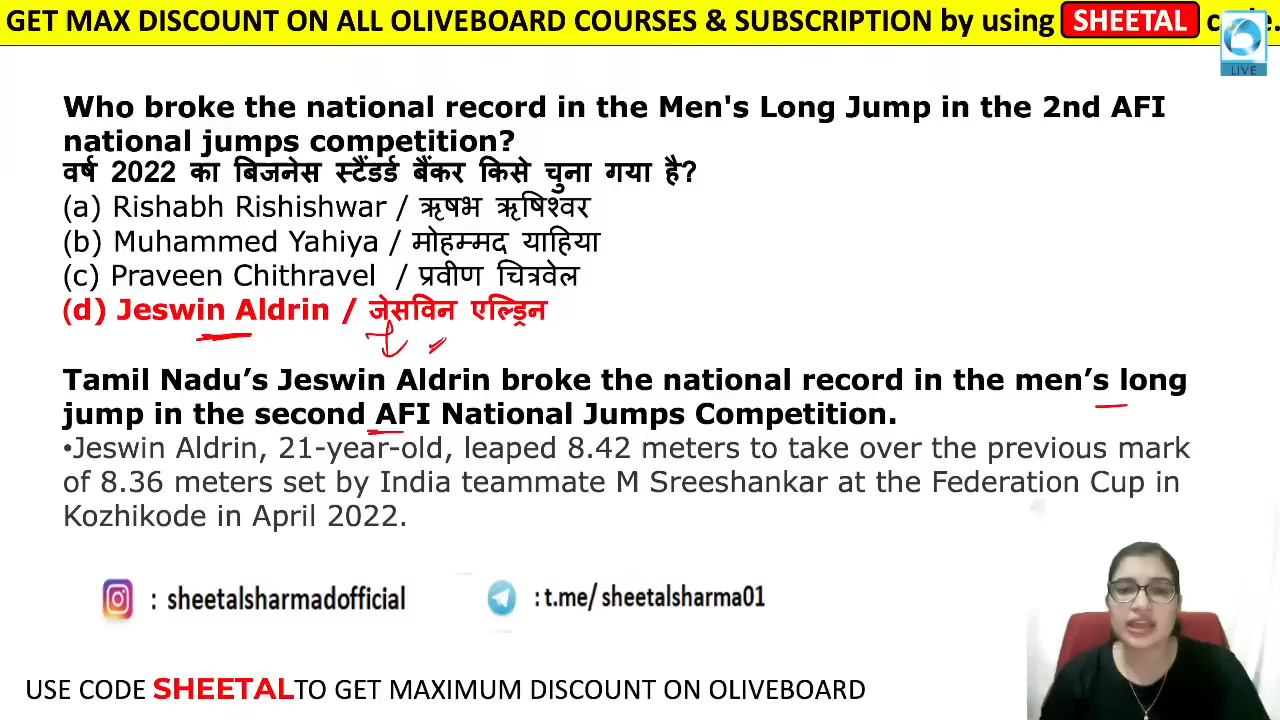 GET MAX DISCOUNT ON ALL OLIVEBOARD COURSES & SUBSCRIPTION by using SHEETAL
LIVE
Who broke the national record in the Men's Long Jump in the 2nd AFI
national jumps competition?
वर्ष 2022 का बिजनेस स्टैंडर्ड बैंकर किसे चुना गया है?
(a) Rishabh Rishishwar / ऋषभ ऋषिश्वर
(b) Muhammed Yahiya / मोहम्मद याहिया
(c) Praveen Chithravel / प्रवीण चित्रवेल
(d) Jeswin Aldrin / जेसविन एल्ड्रिन
Tamil Nadu’s Jeswin Aldrin broke the national record in the men’s long
jump in the second AFI National Jumps Competition.
•Jeswin Aldrin, 21-year-old, leaped 8.42 meters to take over the previous mark
of 8.36 meters set by India teammate M Sreeshankar at the Federation Cup in
Kozhikode in April 2022.
: sheetalsharmadofficial
: t.me/ sheetalsharma01
USE CODE SHEETALTO GET MAXIMUM DISCOUNT ON OLIVEBOARD